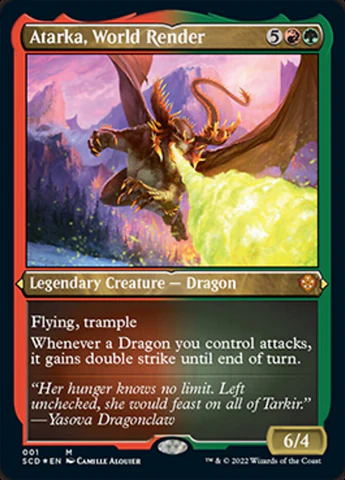 Atarka, World Render 5
Legendary Creature — Dragon
Flying, trample
Whenever a Dragon you control attacks,
it gains double strike until end of turn.
“Her hunger knows no limit. Left
unchecked, she would feast on all of Tarkir.”
—Yasova Dragonclaw
6/4
001 M
SCD ★ EN Camille Alquier ™ & © 2022 Wizards of the Coast